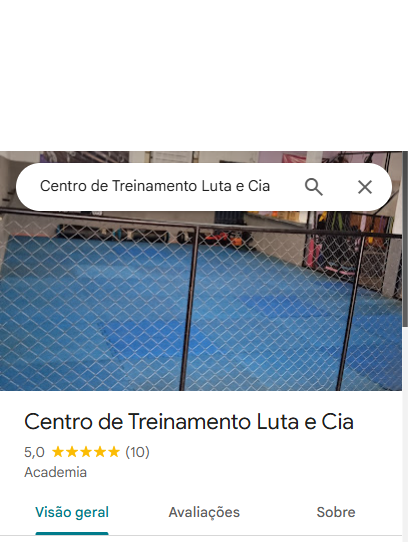 Centro de Treinamento Luta e Cia
Centro de Treinamento Luta e Cia
5,0 ★★★★★ (10)
Academia
Visão geral Avaliações Sobre